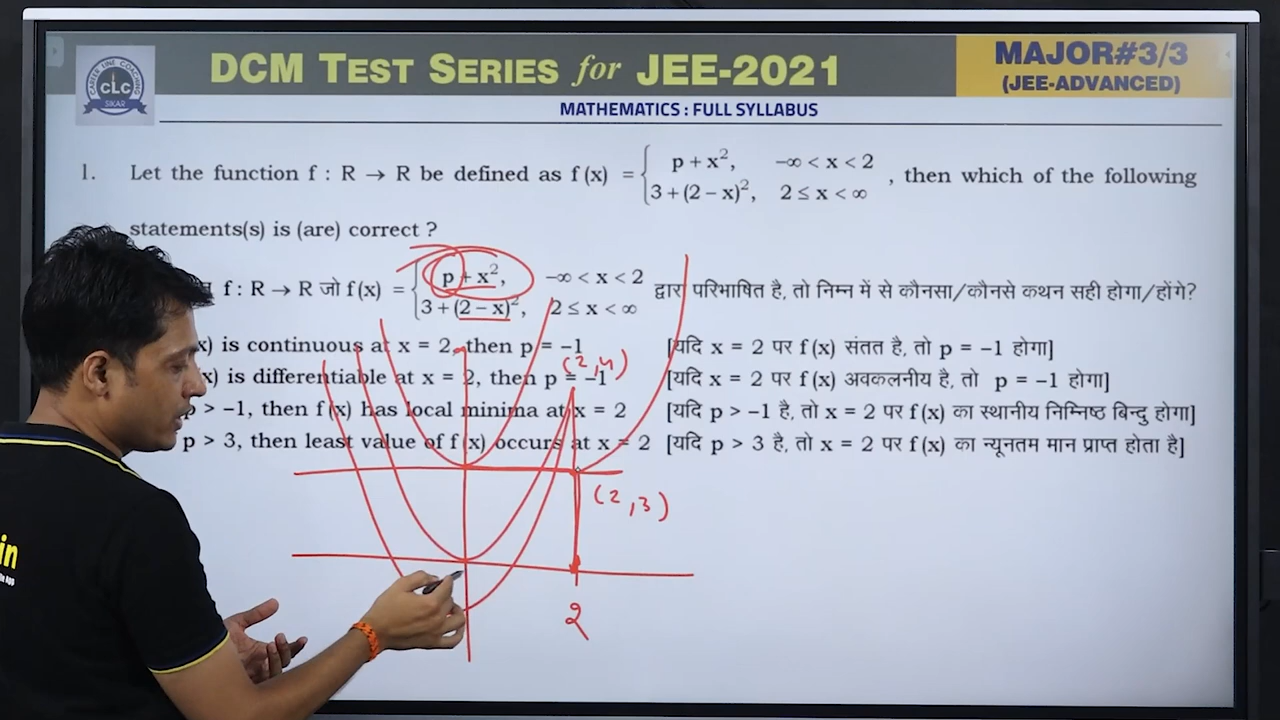 DCM TEST SERIES for JEE-2021
MAJOR#3/3
(JEE-ADVANCED)
CAREER LINE COACHING
CLC
SIKAR
MATHEMATICS : FULL SYLLABUS
1. Let the function f : R → R be defined as f(x) = { p + x², -∞ < x < 2
3 + (2 – x)², 2 ≤ x < ∞ , then which of the following
statements(s) is (are) correct ?
f : R → R जो f(x) = { p + x², -∞ < x < 2
3 + (2 – x)², 2 ≤ x < ∞ द्वारा परिभाषित है, तो निम्न में से कौनसा/कौनसे कथन सही होगा/होंगे?
x) is continuous at x = 2, then p = –1 [यदि x = 2 पर f(x) संतत है, तो p = –1 होगा]
(2,4)
x) is differentiable at x = 2, then p = –1 [यदि x = 2 पर f(x) अवकलनीय है, तो p = –1 होगा]
p > –1, then f(x) has local minima at x = 2 [यदि p > –1 है, तो x = 2 पर f(x) का स्थानीय निम्निष्ठ बिन्दु होगा]
p > 3, then least value of f(x) occurs at x = 2 [यदि p > 3 है, तो x = 2 पर f(x) का न्यूनतम मान प्राप्त होता है]
(2,3)
2
in